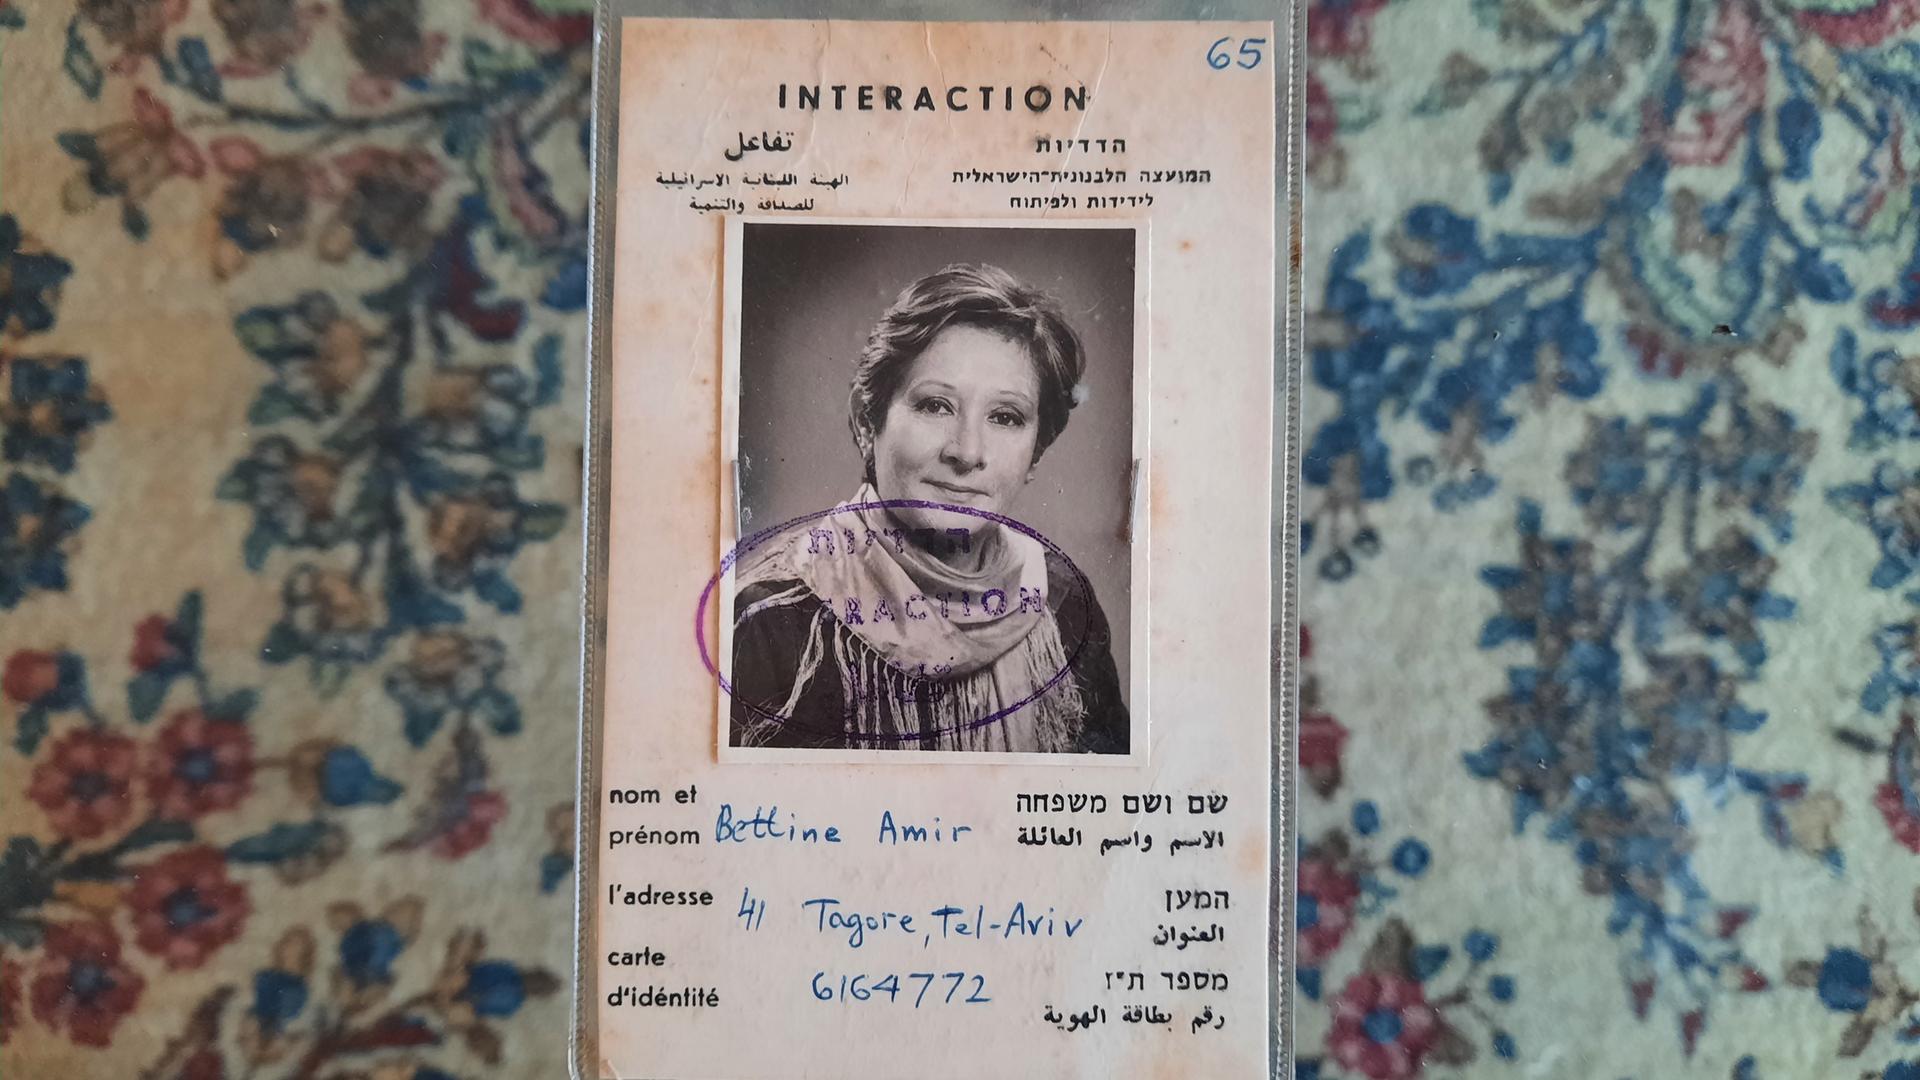 65
INTERACTION
تفاعل
הדדיות
الهيئة اللبنانية الاسرائيلية
המועצה הלבנונית־הישראלית
للصداقة والتنمية
לידידות ולפיתוח
הדדיות
RACTION
nom et
שם ושם משפחה
prénom Bettine Amir
الاسم واسم العائلة
l'adresse
המען
41 Tagore, Tel-Aviv
العنوان
carte
מספר ת״ז
d'idéntité
6164772
رقم بطاقة الهوية